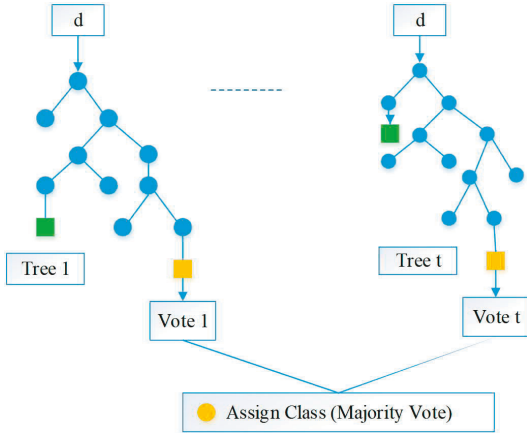 d
d
Tree 1
Tree t
Vote 1
Vote t
Assign Class (Majority Vote)